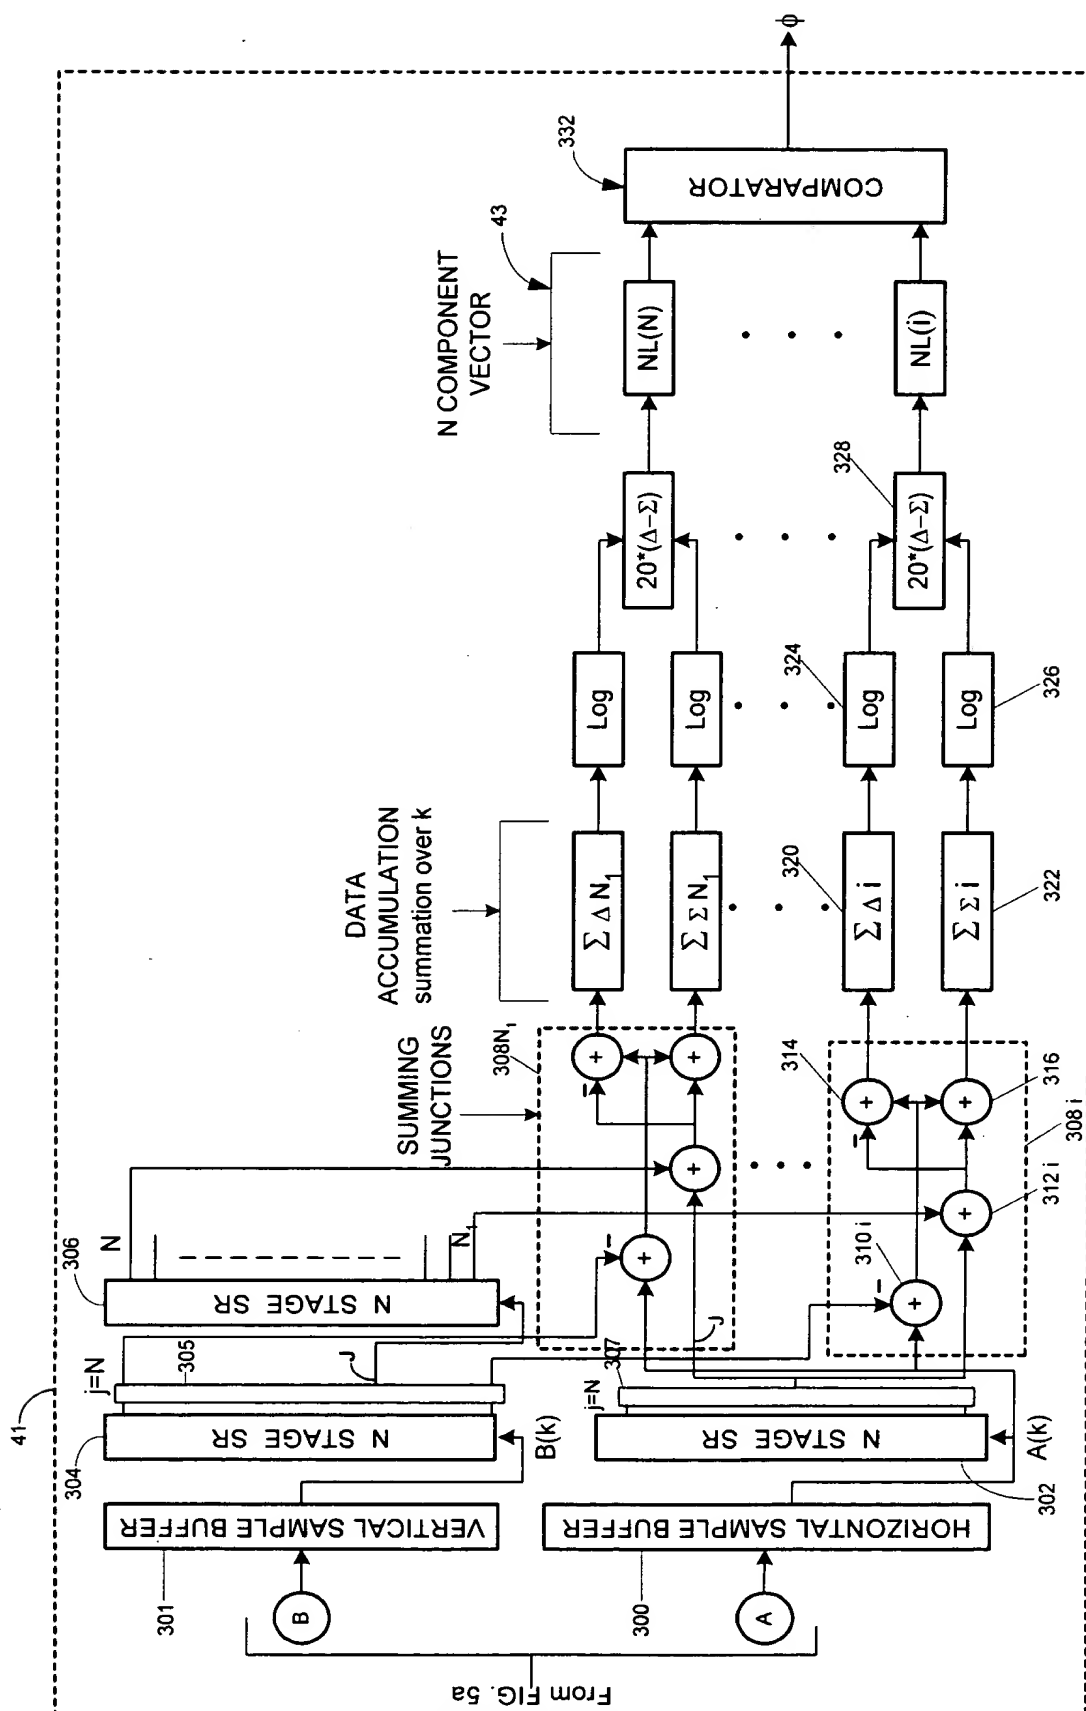 41
From FIG. 5a
B
A
301
300
VERTICAL SAMPLE BUFFER
HORIZONTAL SAMPLE BUFFER
B(k)
A(k)
304
302
N STAGE SR
N STAGE SR
j=N
305
J
j=N
307
306
N STAGE SR
N
N₁
J
SUMMING
JUNCTIONS
308N₁
+
−
+
−
+
+
310 i
+
−
312 i
+
314
−
+
316
+
308 i
DATA
ACCUMULATION
summation over k
∑ Δ N₁
∑ Σ N₁
320
∑ Δ i
322
∑ Σ i
Log
Log
324
Log
326
Log
20*(Δ−Σ)
328
20*(Δ−Σ)
N COMPONENT
VECTOR
43
NL(N)
NL(i)
332
COMPARATOR
ϕ